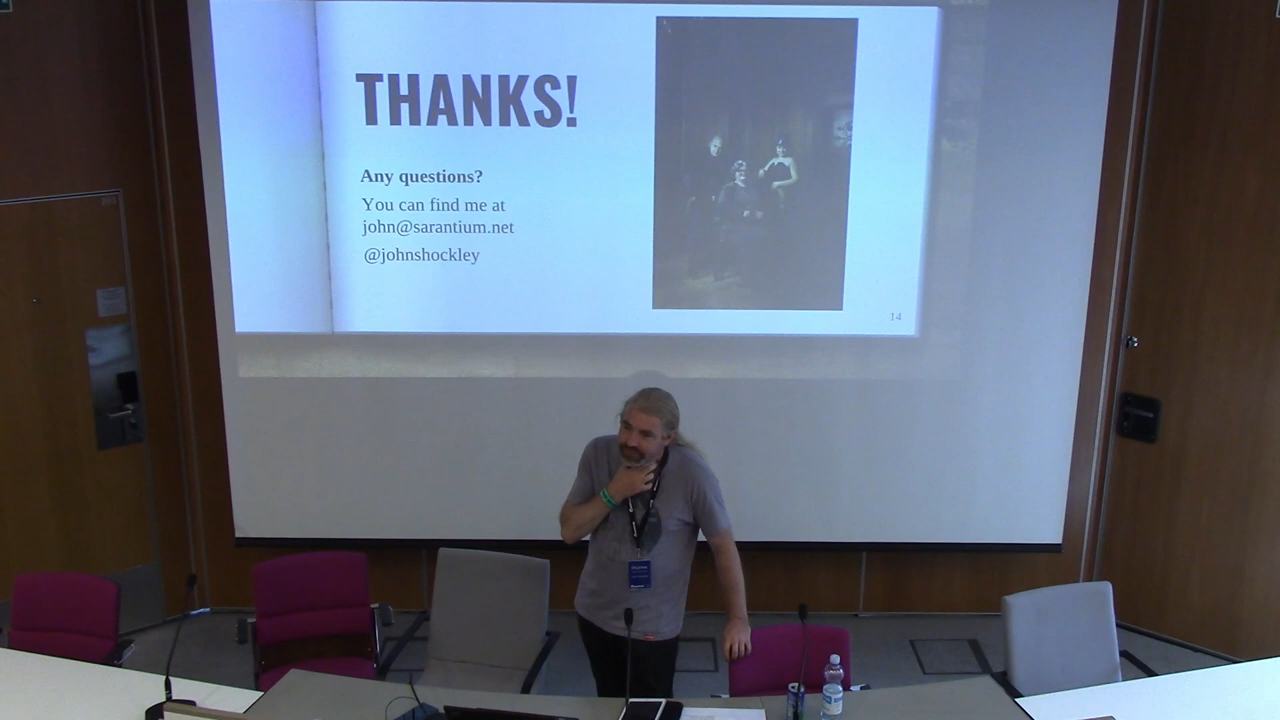 THANKS!
Any questions?
You can find me at
john@sarantium.net
@johnshockley
14